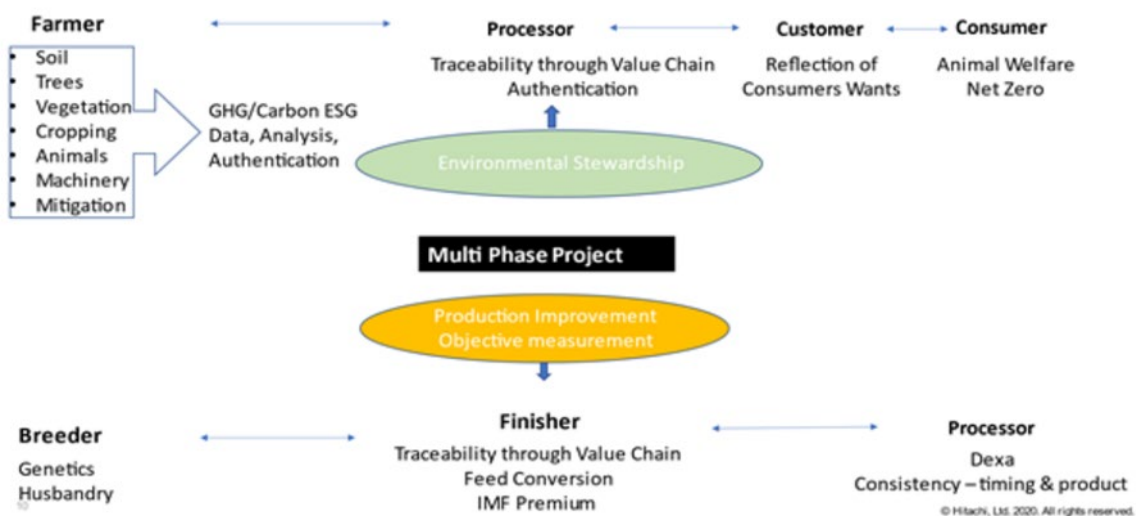 Farmer
Soil
Trees
Vegetation
Cropping
Animals
Machinery
Mitigation
GHG/Carbon ESG
Data, Analysis,
Authentication
Processor
Traceability through Value Chain
Authentication
Customer
Reflection of
Consumers Wants
Consumer
Animal Welfare
Net Zero
Environmental Stewardship
Multi Phase Project
Production Improvement
Objective measurement
Breeder
Genetics
Husbandry
Finisher
Traceability through Value Chain
Feed Conversion
IMF Premium
Processor
Dexa
Consistency – timing & product
10
© Hitachi, Ltd. 2020. All rights reserved.